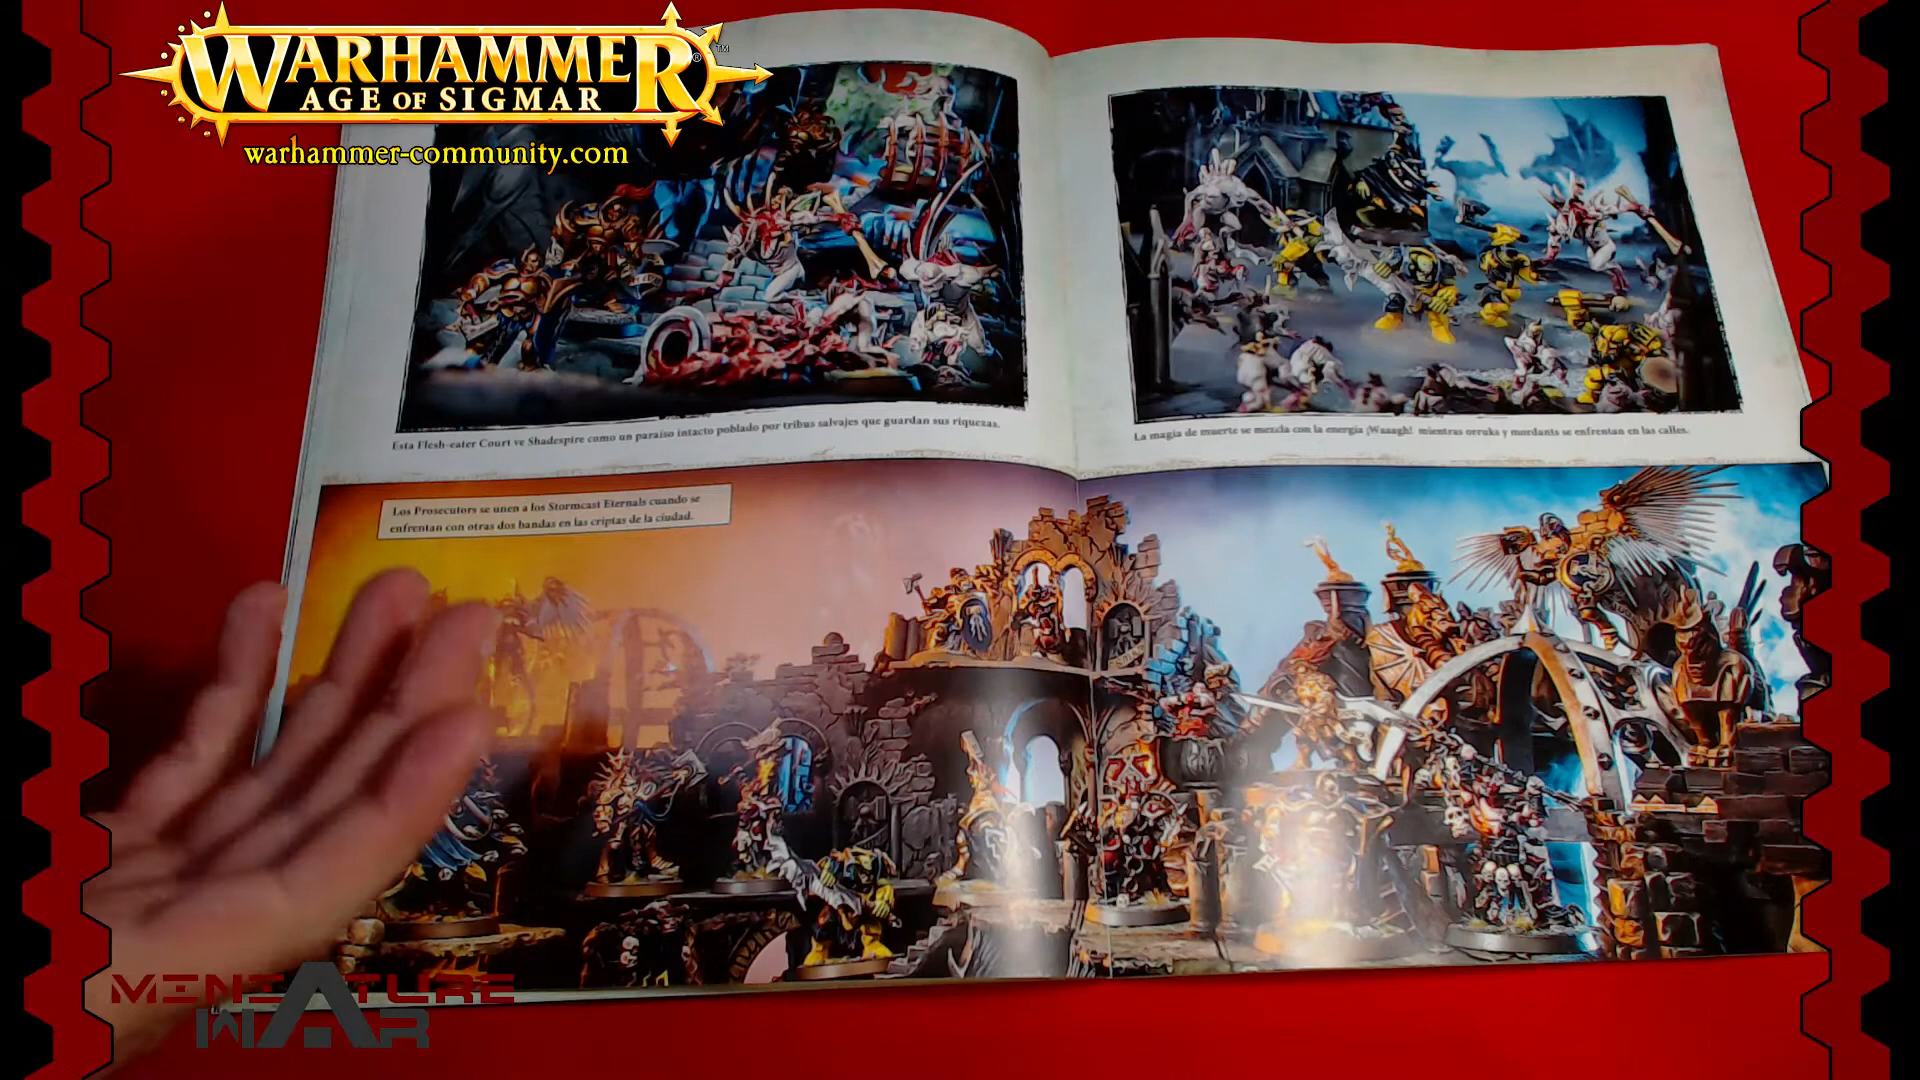 WARHAMMER
AGE OF SIGMAR
warhammer-community.com
Esta Flesh-eater Court ve Shadespire como un paraíso intacto poblado por tribus salvajes que guardan sus riquezas.
La magia de muerte se mezcla con la energía ¡Waaagh! mientras orruks y mordants se enfrentan en las calles.
Los Prosecutors se unen a los Stormcast Eternals cuando se
enfrentan con otras dos bandas en las criptas de la ciudad.
MINIATURE
WAR